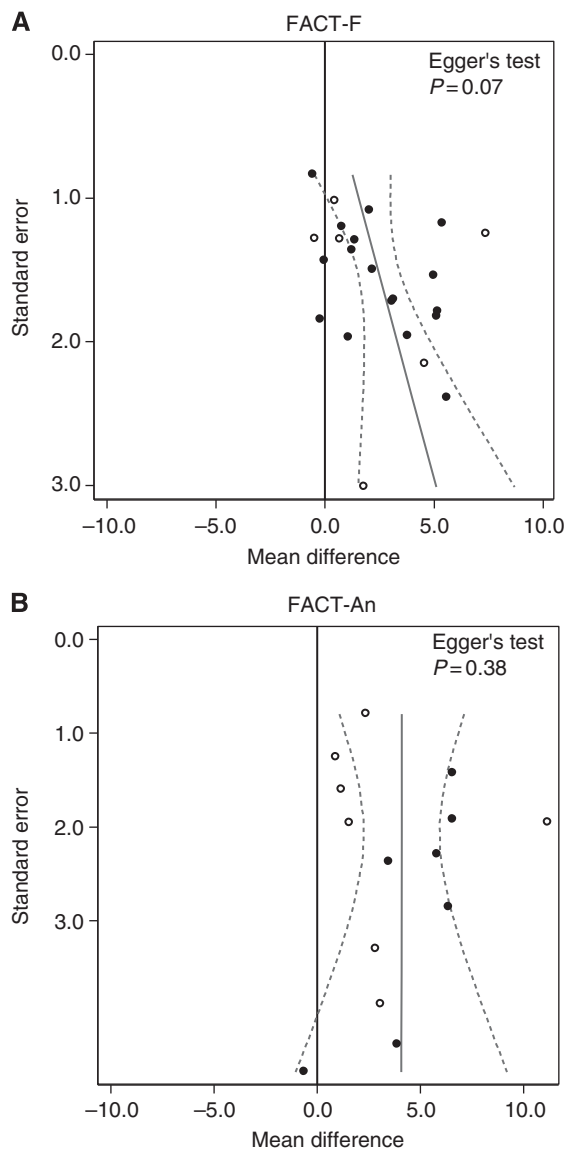 A
FACT-F
Egger's test
P=0.07
0.0
1.0
2.0
3.0
Standard error
–10.0 –5.0 0.0 5.0 10.0
Mean difference
B
FACT-An
Egger's test
P=0.38
0.0
1.0
2.0
3.0
Standard error
–10.0 –5.0 0.0 5.0 10.0
Mean difference